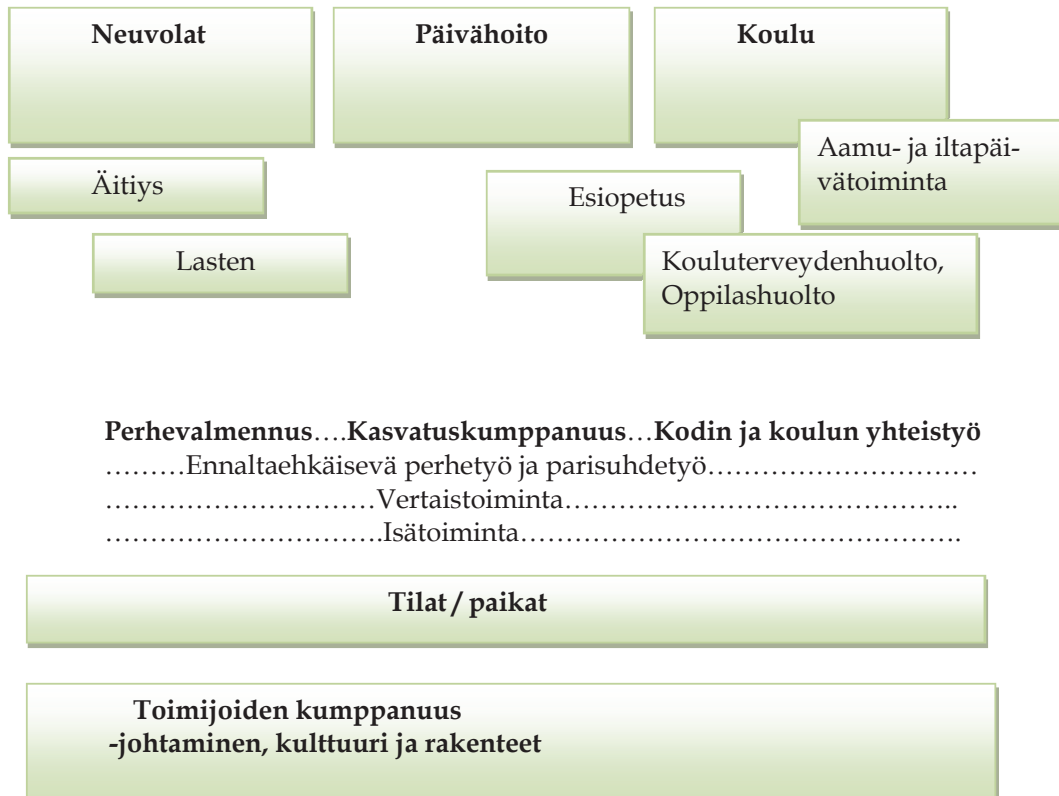 Neuvolat
Päivähoito
Koulu
Aamu- ja iltapäi-
vätoiminta
Äitiys
Esiopetus
Lasten
Kouluterveydenhuolto,
Oppilashuolto
Perhevalmennus….Kasvatuskumppanuus…Kodin ja koulun yhteistyö
………Ennaltaehkäisevä perhetyö ja parisuhdetyö…………………………
…………………………Vertaistoiminta……………………………………..
………………………….Isätoiminta………………………………………….
Tilat / paikat
Toimijoiden kumppanuus
-johtaminen, kulttuuri ja rakenteet